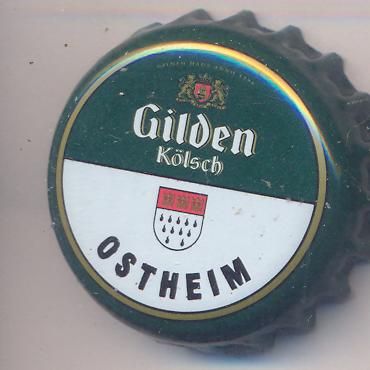 Gilden
Kölsch
OSTHEIM